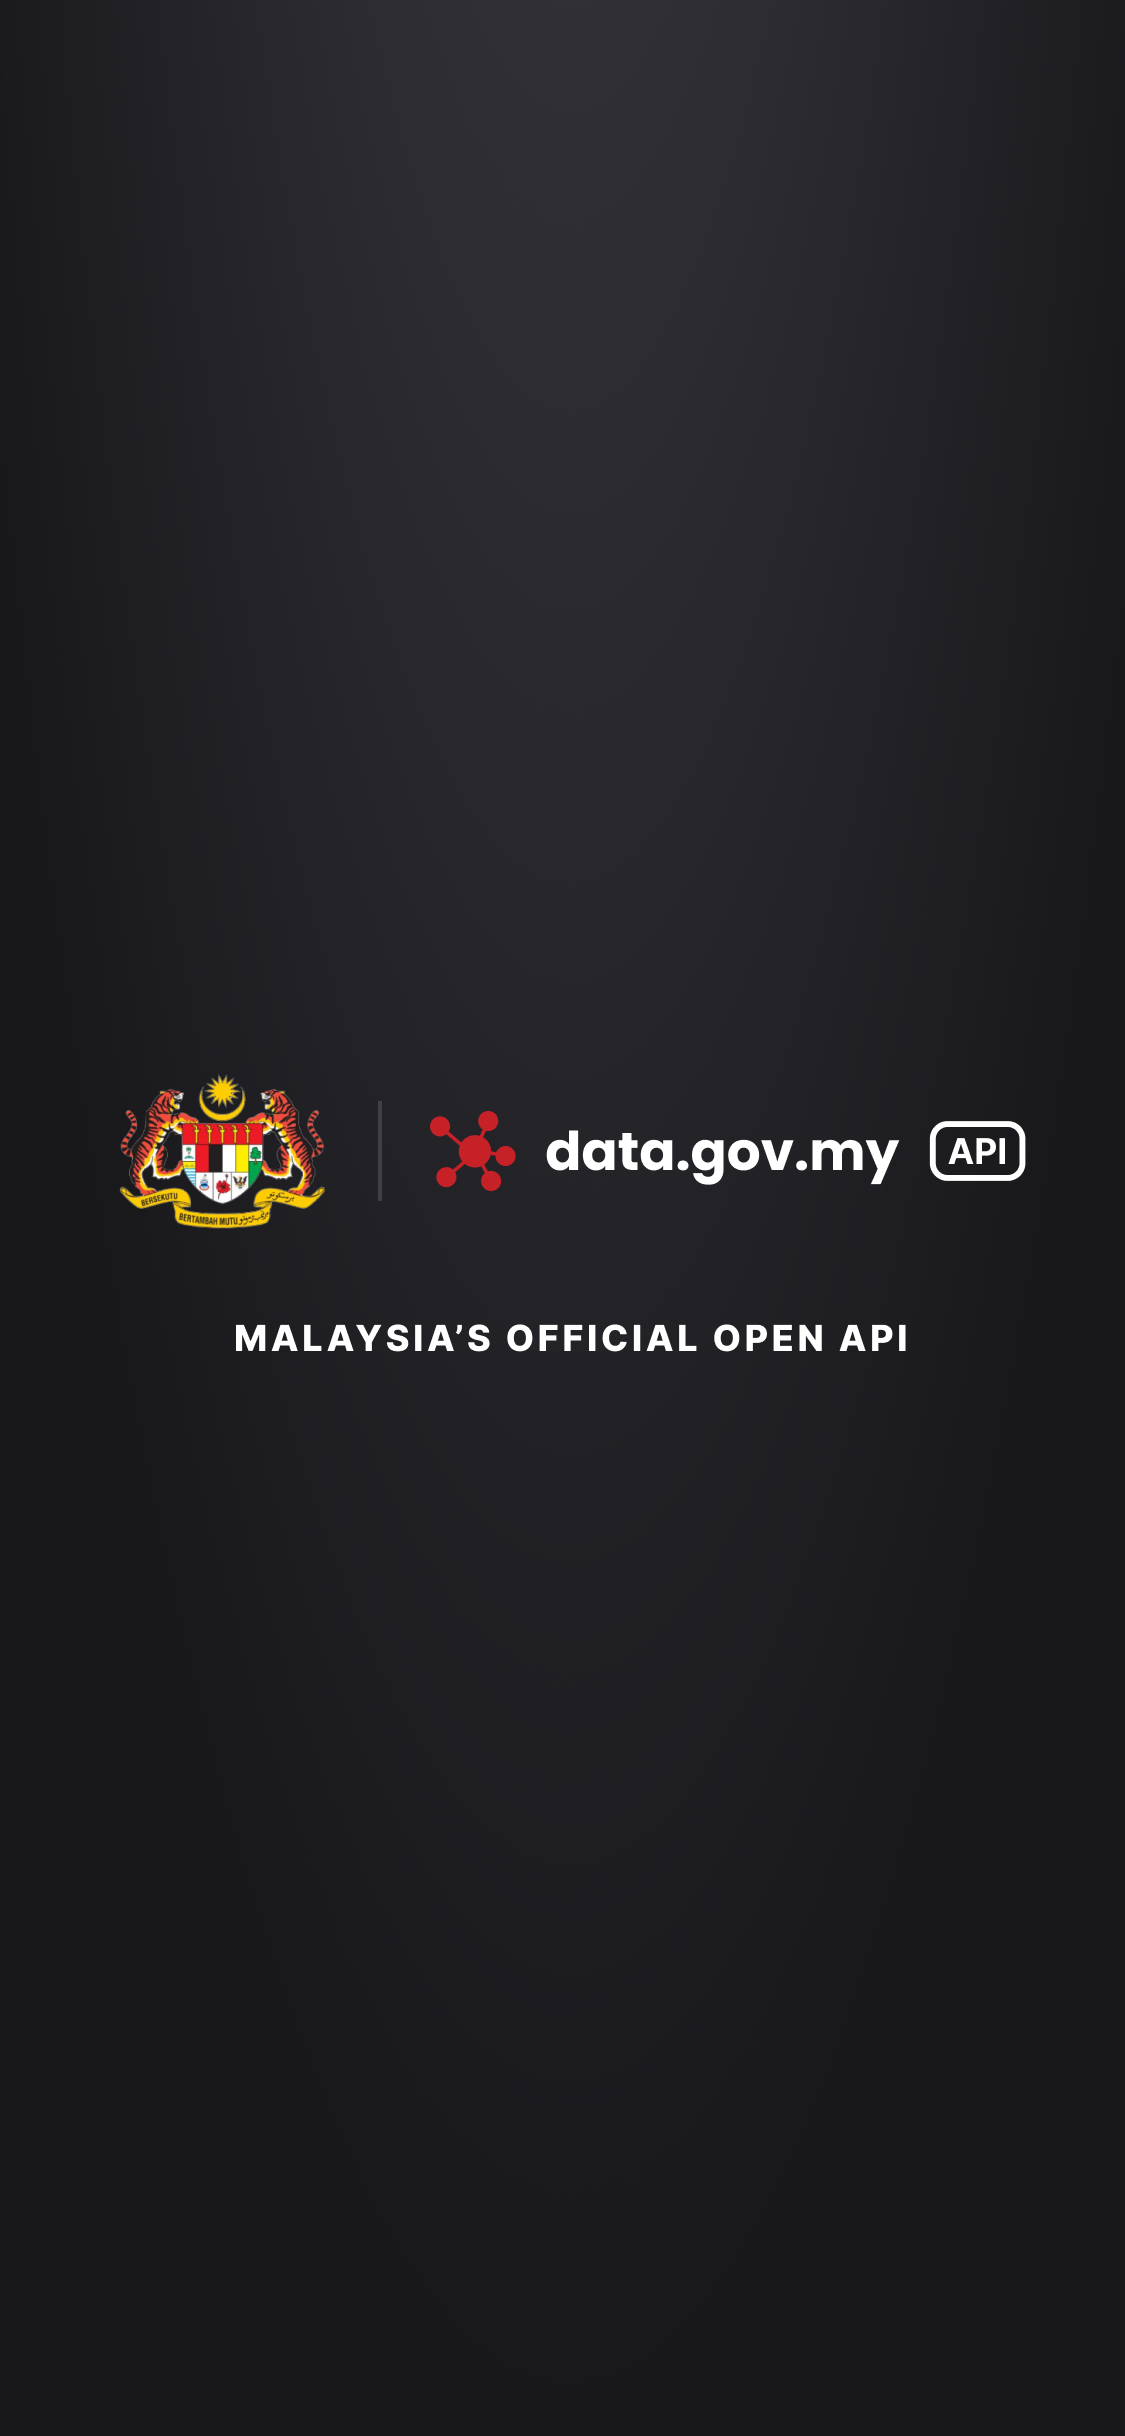 BERSEKUTU
BERTAMBAH MUTU
data.gov.my
API
MALAYSIA’S OFFICIAL OPEN API